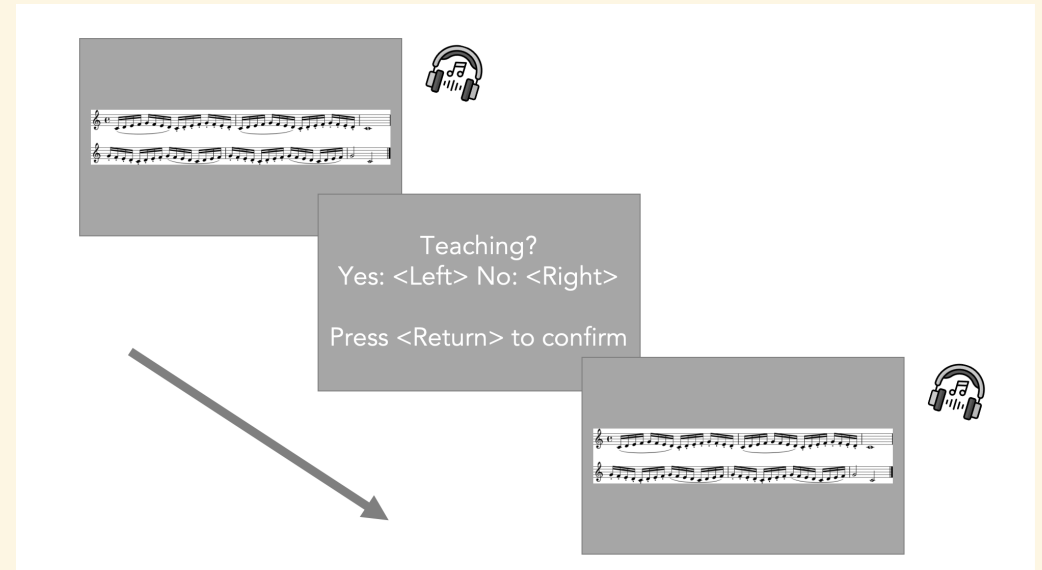 Teaching?
Yes: <Left> No: <Right>
Press <Return> to confirm